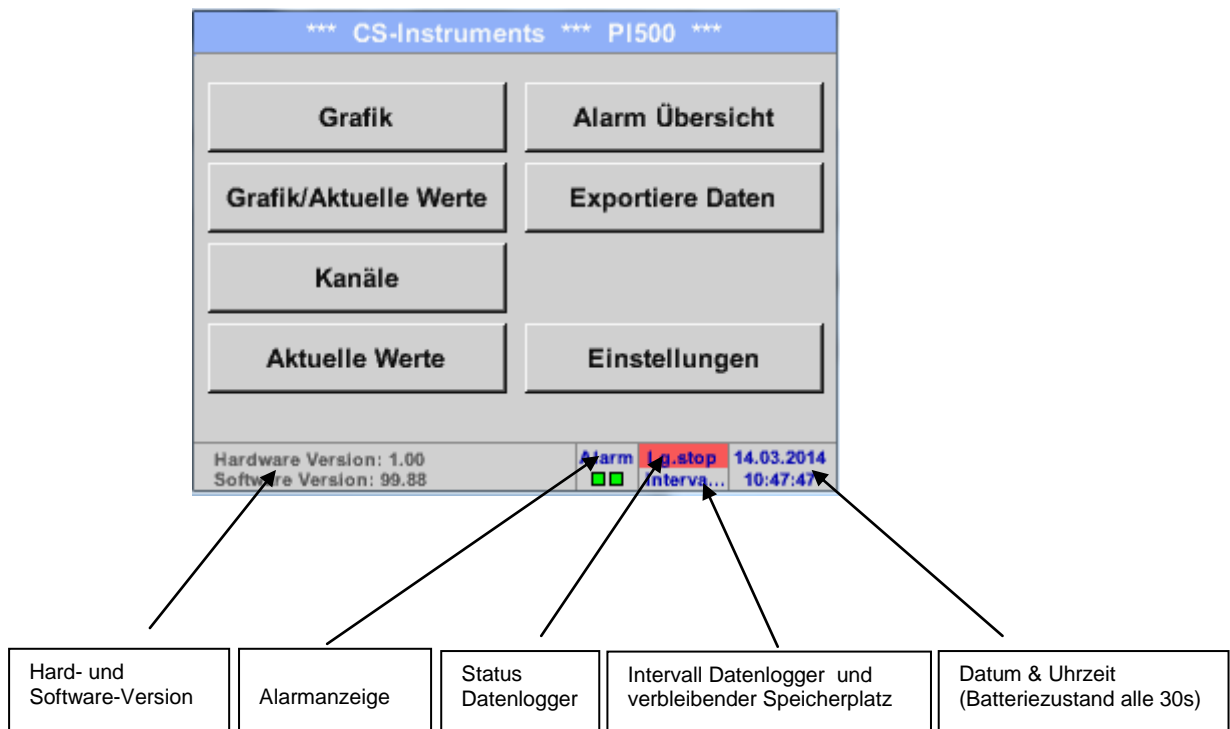 *** CS-Instruments *** PI500 ***
Grafik
Alarm Übersicht
Grafik/Aktuelle Werte
Exportiere Daten
Kanäle
Aktuelle Werte
Einstellungen
Hardware Version: 1.00
Software Version: 99.88
Alarm
Lg.stop
Interva...
14.03.2014
10:47:47
Hard- und
Software-Version
Alarmanzeige
Status
Datenlogger
Intervall Datenlogger und
verbleibender Speicherplatz
Datum & Uhrzeit
(Batteriezustand alle 30s)